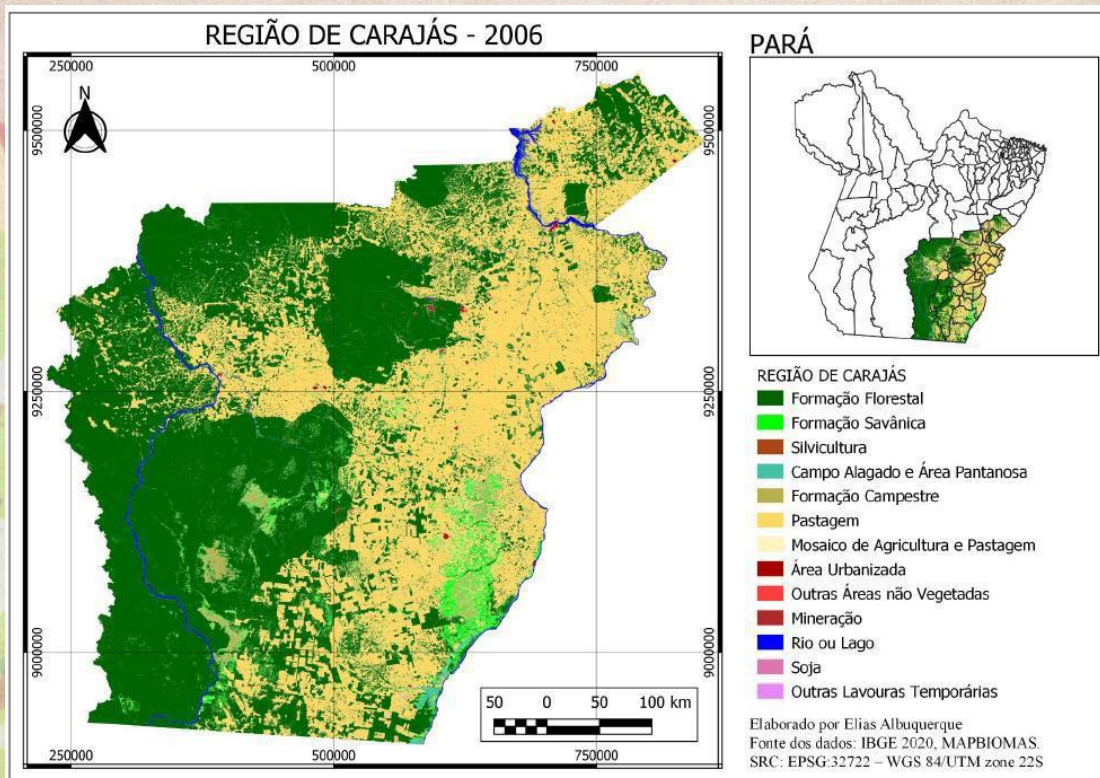 REGIÃO DE CARAJÁS - 2006
250000
500000
750000
N
9500000
9500000
9250000
9250000
9000000
9000000
50 0 50 100 km
250000
500000
750000
PARÁ
REGIÃO DE CARAJÁS
Formação Florestal
Formação Savânica
Silvicultura
Campo Alagado e Área Pantanosa
Formação Campestre
Pastagem
Mosaico de Agricultura e Pastagem
Área Urbanizada
Outras Áreas não Vegetadas
Mineração
Rio ou Lago
Soja
Outras Lavouras Temporárias
Elaborado por Elias Albuquerque
Fonte dos dados: IBGE 2020, MAPBIOMAS.
SRC: EPSG:32722 – WGS 84/UTM zone 22S